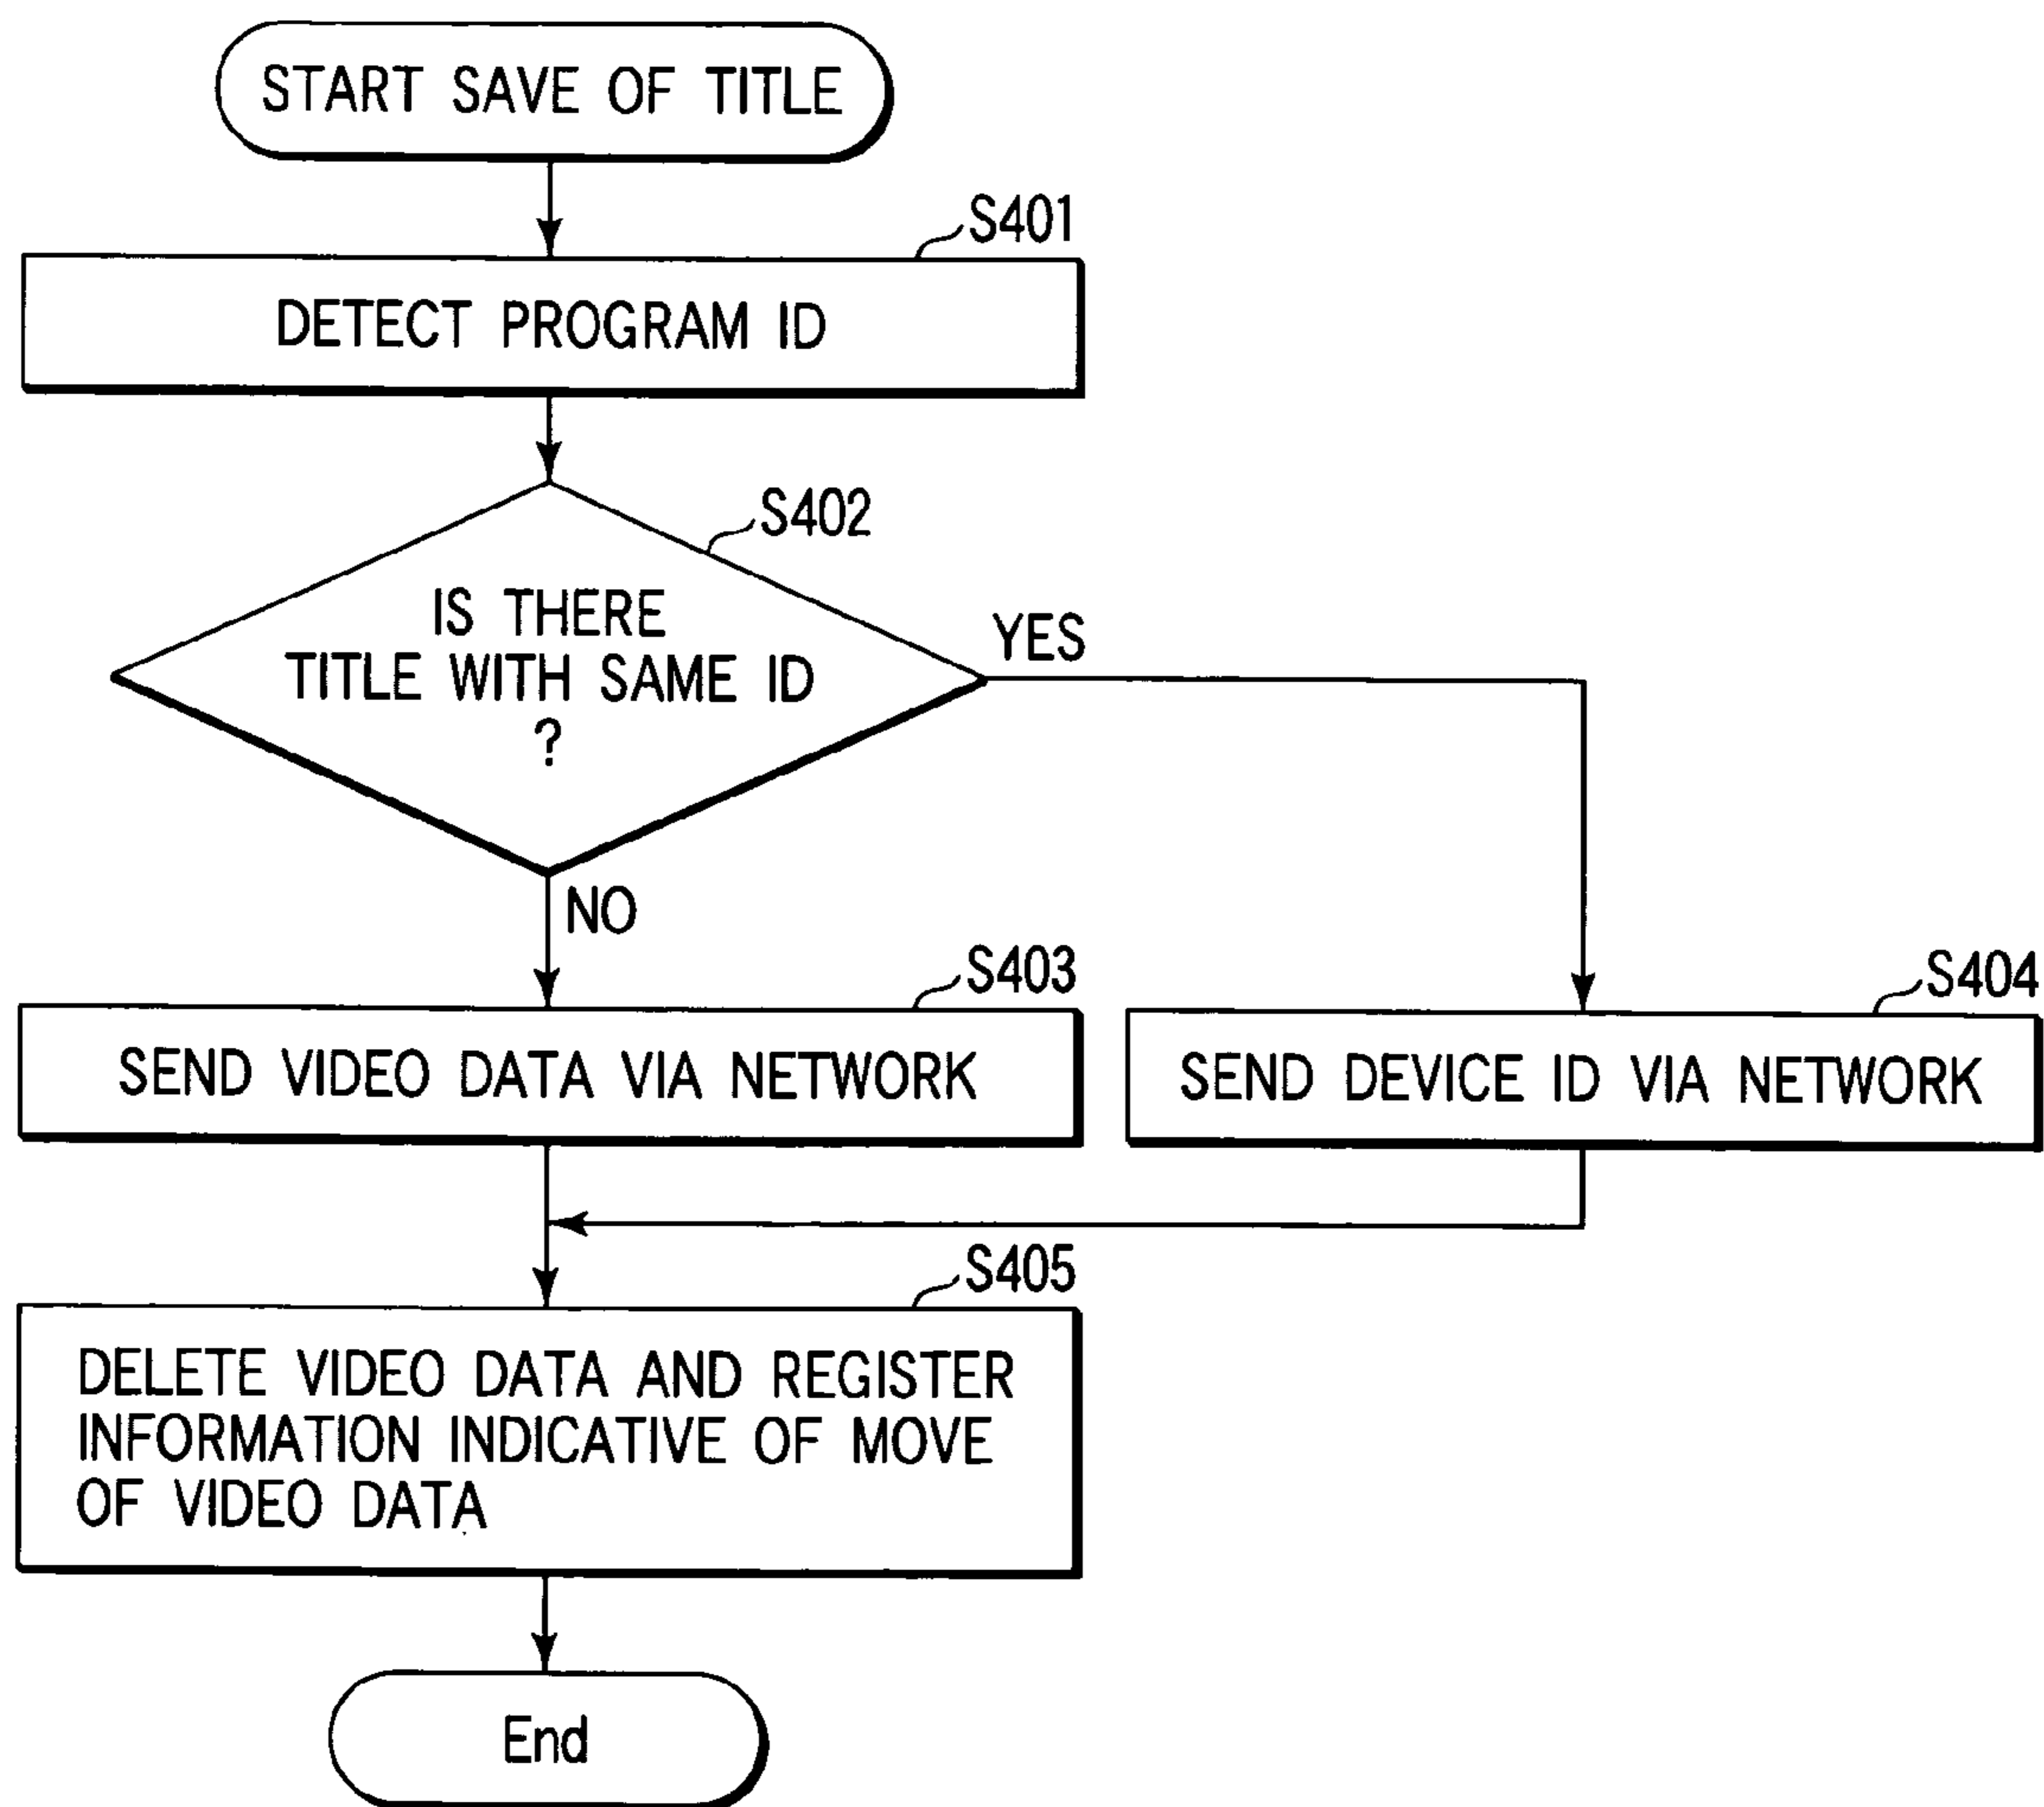 START SAVE OF TITLE
S401
DETECT PROGRAM ID
S402
IS THERE
TITLE WITH SAME ID
?
YES
NO
S403
SEND VIDEO DATA VIA NETWORK
S404
SEND DEVICE ID VIA NETWORK
S405
DELETE VIDEO DATA AND REGISTER
INFORMATION INDICATIVE OF MOVE
OF VIDEO DATA
End